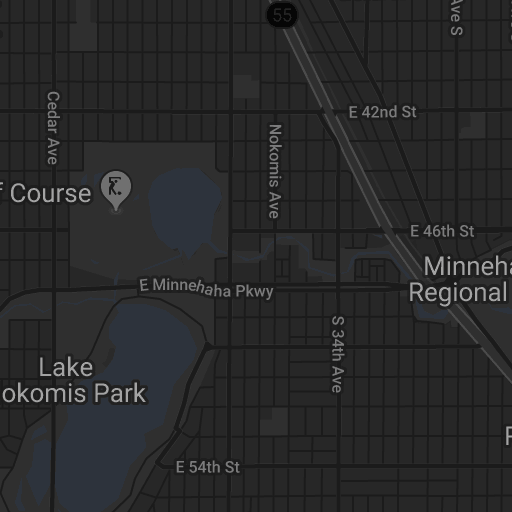 55
Ave S
E 42nd St
Cedar Ave
Nokomis Ave
f Course
E 46th St
Minneha
Regional
E Minnehaha Pkwy
S 34th Ave
Lake
okomis Park
E 54th St